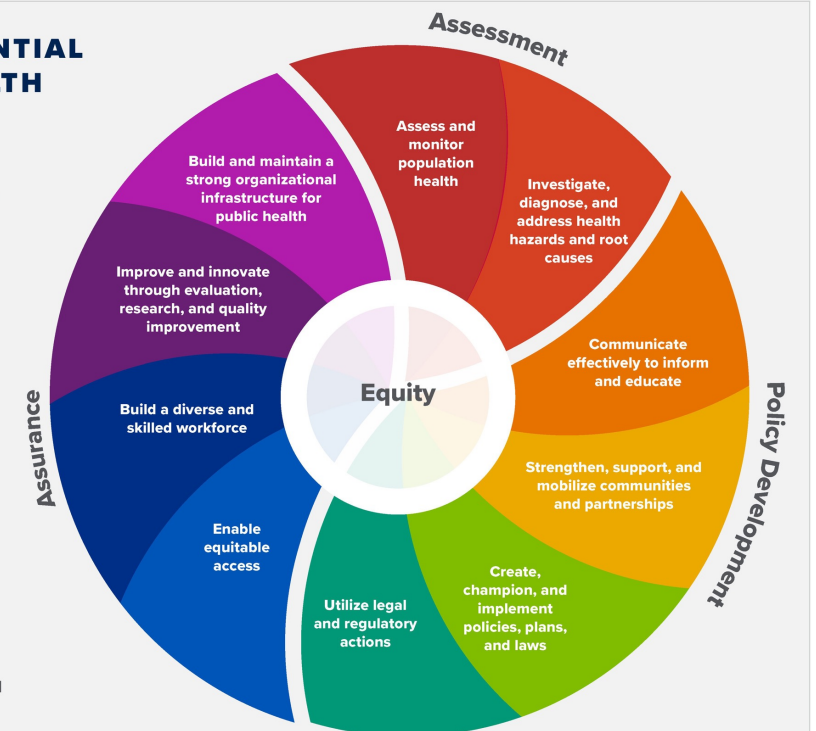 NTIAL
TH
Assessment
Assess and
monitor
population
health
Investigate,
diagnose, and
address health
hazards and root
causes
Policy Development
Communicate
effectively to inform
and educate
Strengthen, support, and
mobilize communities
and partnerships
Create,
champion, and
implement
policies, plans,
and laws
Utilize legal
and regulatory
actions
Assurance
Enable
equitable
access
Build a diverse and
skilled workforce
Improve and innovate
through evaluation,
research, and quality
improvement
Build and maintain a
strong organizational
infrastructure for
public health
Equity